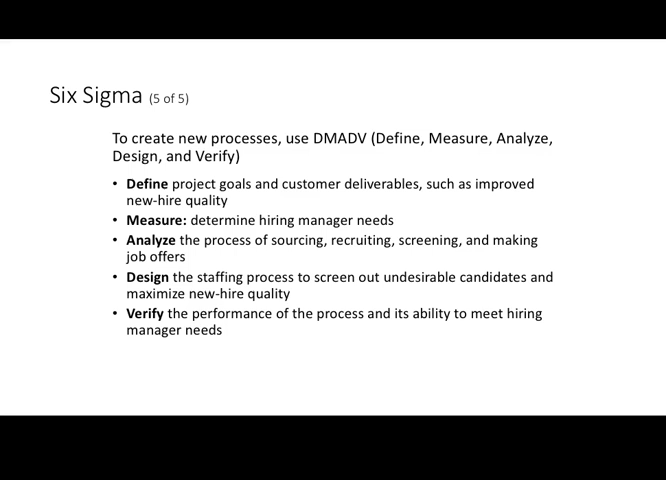 Six Sigma (5 of 5)
To create new processes, use DMADV (Define, Measure, Analyze,
Design, and Verify)
• Define project goals and customer deliverables, such as improved
new-hire quality
• Measure: determine hiring manager needs
• Analyze the process of sourcing, recruiting, screening, and making
job offers
• Design the staffing process to screen out undesirable candidates and
maximize new-hire quality
• Verify the performance of the process and its ability to meet hiring
manager needs